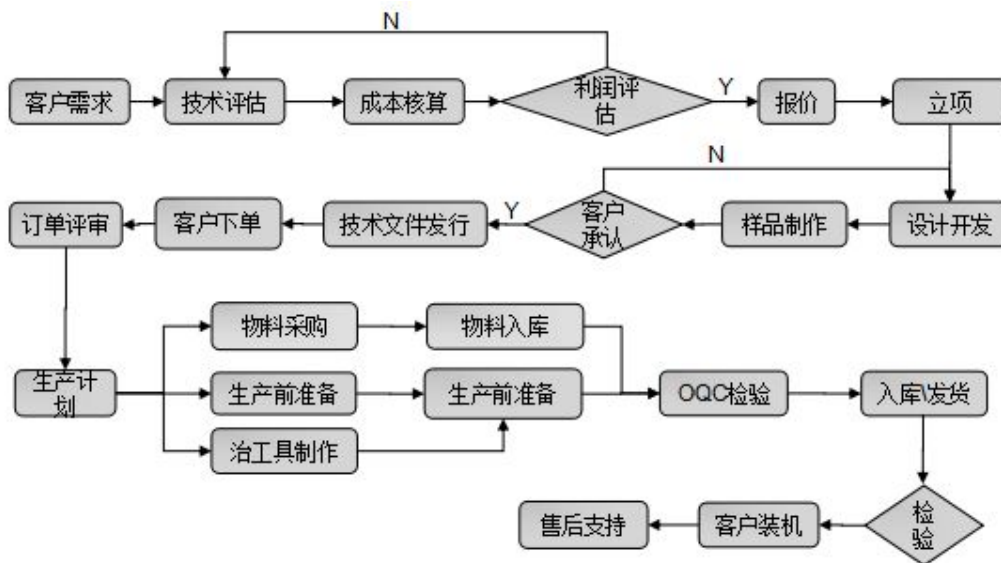 N
客户需求
技术评估
成本核算
利润评
估
Y
报价
立项
N
订单评审
客户下单
技术文件发行
Y
客户
承认
样品制作
设计开发
物料采购
物料入库
生产计
划
生产前准备
生产前准备
OQC检验
入库\发货
治工具制作
售后支持
客户装机
检
验